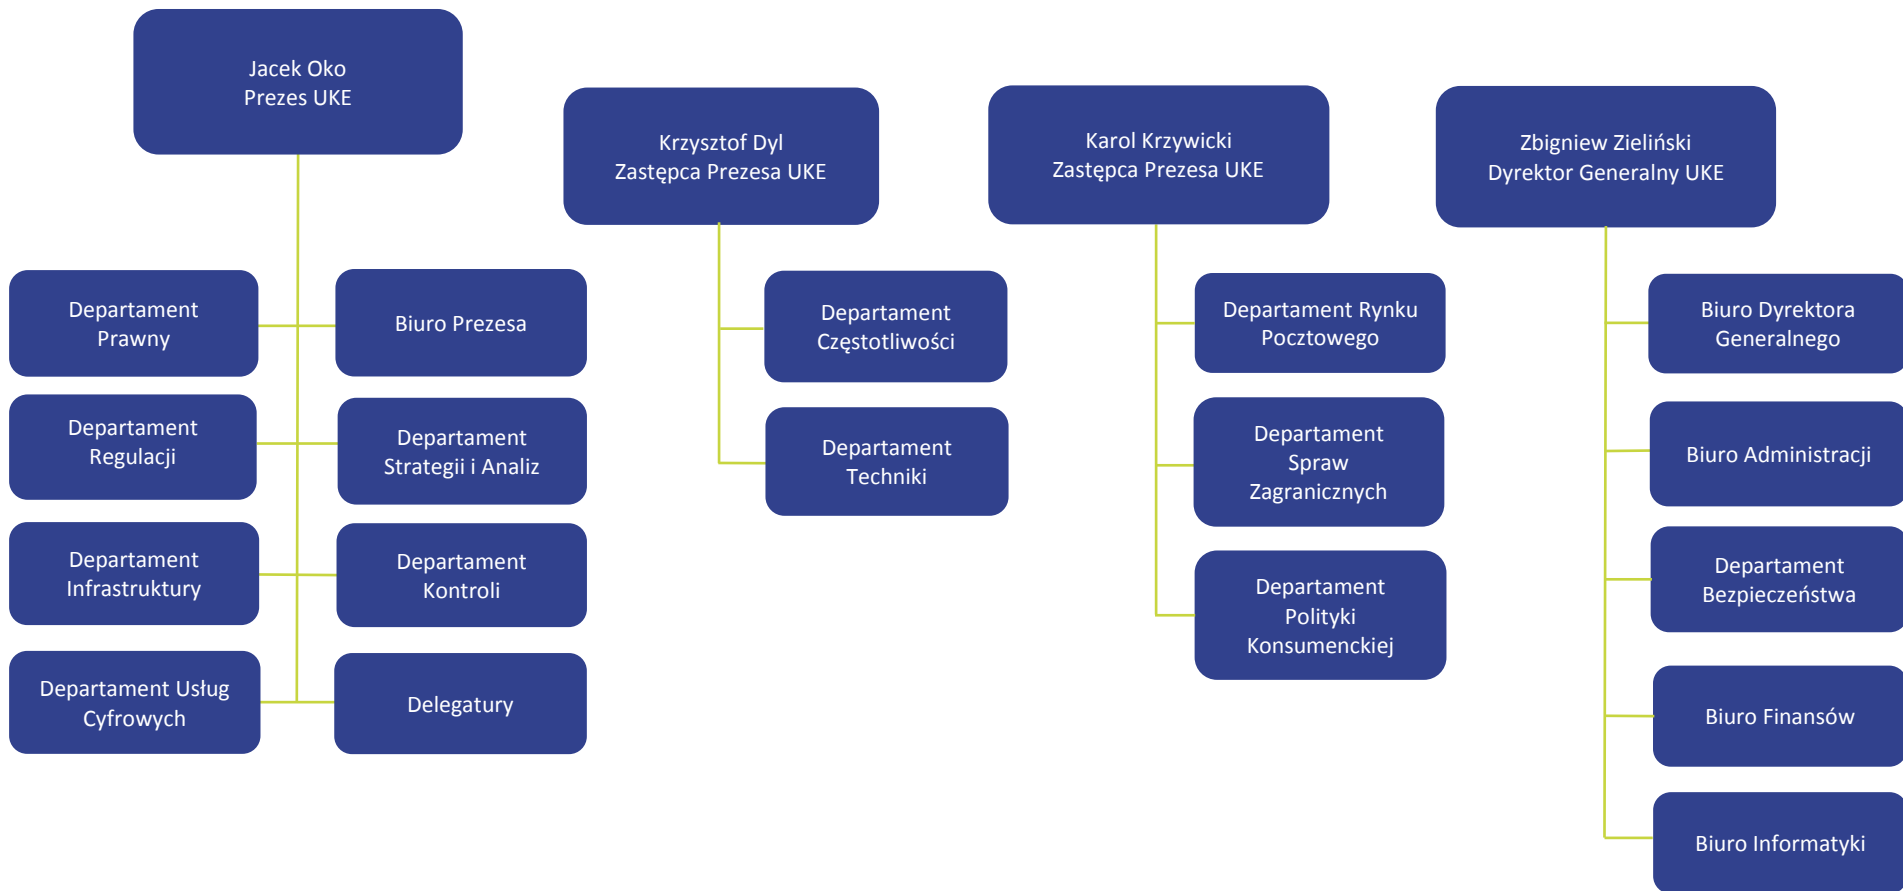 Jacek Oko
Prezes UKE
Krzysztof Dyl
Zastępca Prezesa UKE
Karol Krzywicki
Zastępca Prezesa UKE
Zbigniew Zieliński
Dyrektor Generalny UKE
Departament
Prawny
Biuro Prezesa
Departament
Regulacji
Departament
Strategii i Analiz
Departament
Infrastruktury
Departament
Kontroli
Departament Usług
Cyfrowych
Delegatury
Departament
Częstotliwości
Departament
Techniki
Departament Rynku
Pocztowego
Departament
Spraw
Zagranicznych
Departament
Polityki
Konsumenckiej
Biuro Dyrektora
Generalnego
Biuro Administracji
Departament
Bezpieczeństwa
Biuro Finansów
Biuro Informatyki